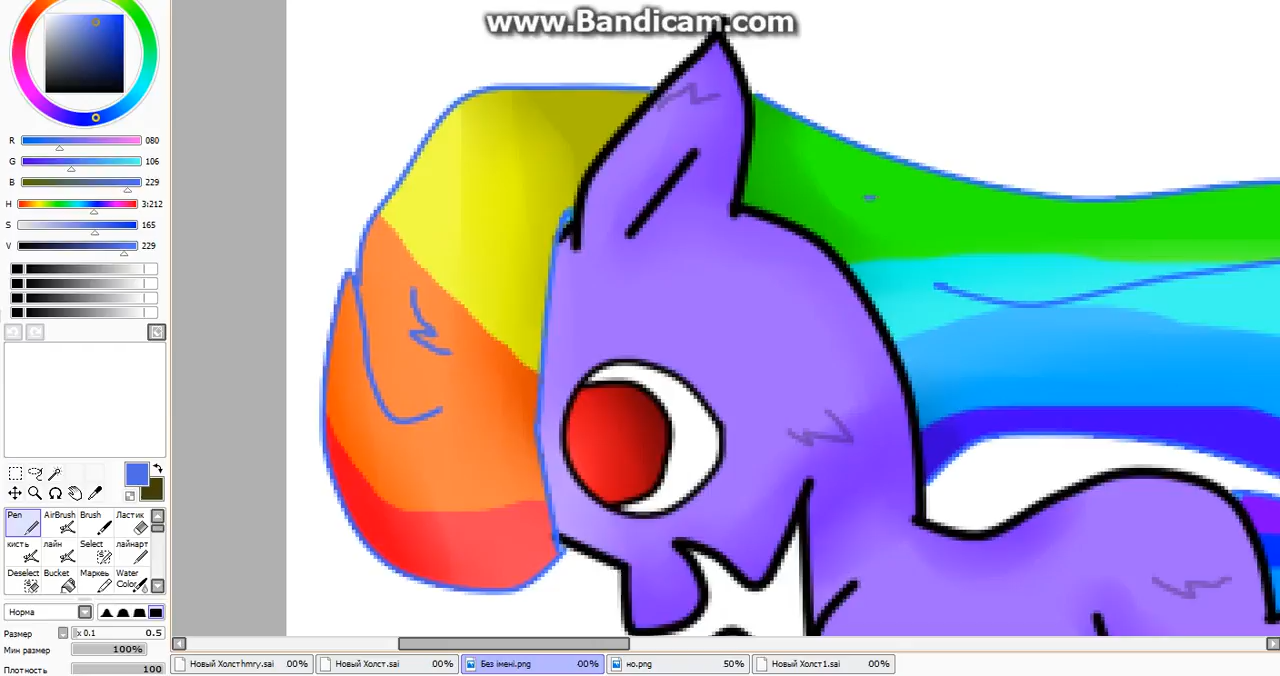 www.Bandicam.com
R 080
G 106
B 229
H 3:212
S 165
V 229
Pen AirBrush Brush Ластик
кисть лайн Select лайнарт
Deselect Bucket Маркеь Water
Color
Норма
Размер x 0.1 0.5
Мин размер 100%
Плотность 100
Новый Холстhmry.sai 00% Новый Холст.sai 00% Без імені.png 00% но.png 50% Новый Холст1.sai 00%